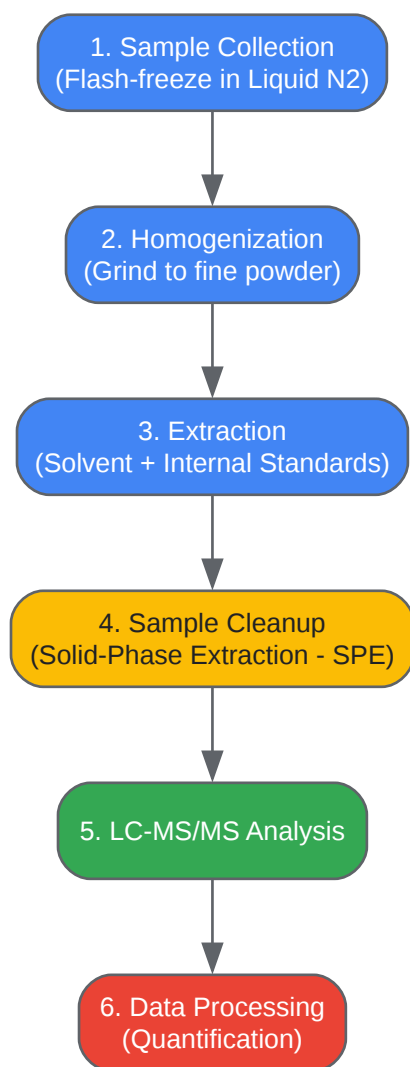 1. Sample Collection
(Flash-freeze in Liquid N2)
2. Homogenization
(Grind to fine powder)
3. Extraction
(Solvent + Internal Standards)
4. Sample Cleanup
(Solid-Phase Extraction - SPE)
5. LC-MS/MS Analysis
6. Data Processing
(Quantification)